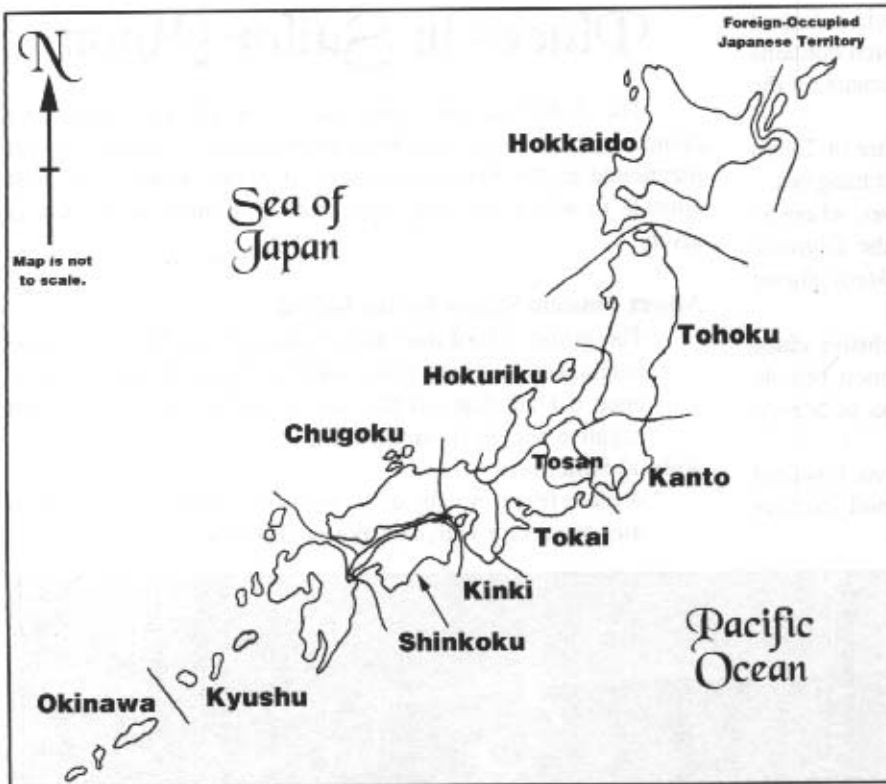 Foreign-Occupied
Japanese Territory
N
Hokkaido
Sea of
Japan
Map is not
to scale.
Tohoku
Hokuriku
Chugoku
Tosan
Kanto
Tokai
Kinki
Shinkoku
Pacific
Ocean
Kyushu
Okinawa